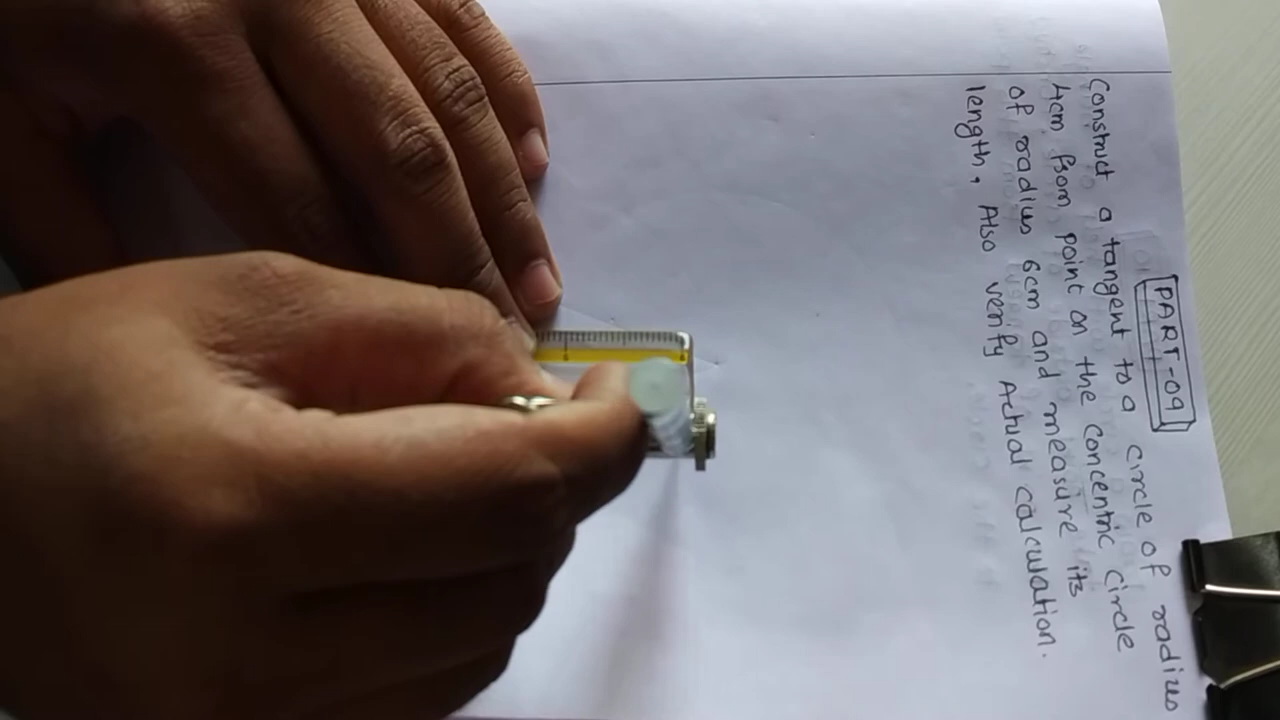 PART-09
Construct a tangent to a circle of radius
4cm from point on the concentric circle
of radius 6cm and measure its
length. Also verify Actual calculation.